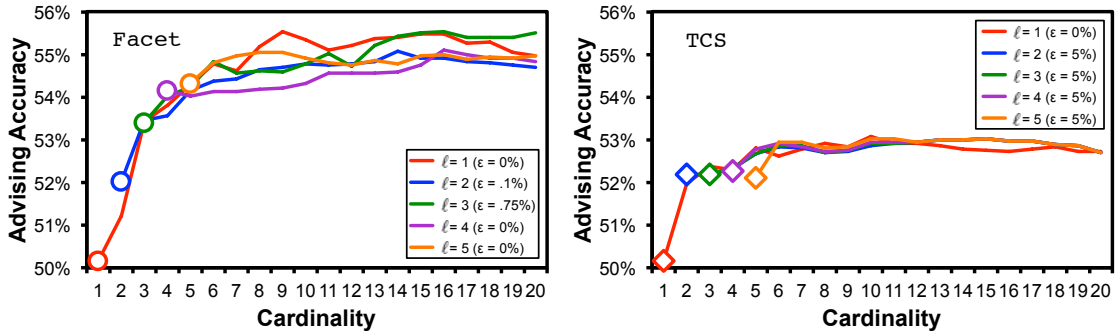 Advising Accuracy
56%
55%
54%
53%
52%
51%
50%
Facet
ℓ = 1 (ε = 0%)
ℓ = 2 (ε = .1%)
ℓ = 3 (ε = .75%)
ℓ = 4 (ε = 0%)
ℓ = 5 (ε = 0%)
1 2 3 4 5 6 7 8 9 10 11 12 13 14 15 16 17 18 19 20
Cardinality
Advising Accuracy
56%
55%
54%
53%
52%
51%
50%
TCS
ℓ = 1 (ε = 0%)
ℓ = 2 (ε = 5%)
ℓ = 3 (ε = 5%)
ℓ = 4 (ε = 5%)
ℓ = 5 (ε = 5%)
1 2 3 4 5 6 7 8 9 10 11 12 13 14 15 16 17 18 19 20
Cardinality